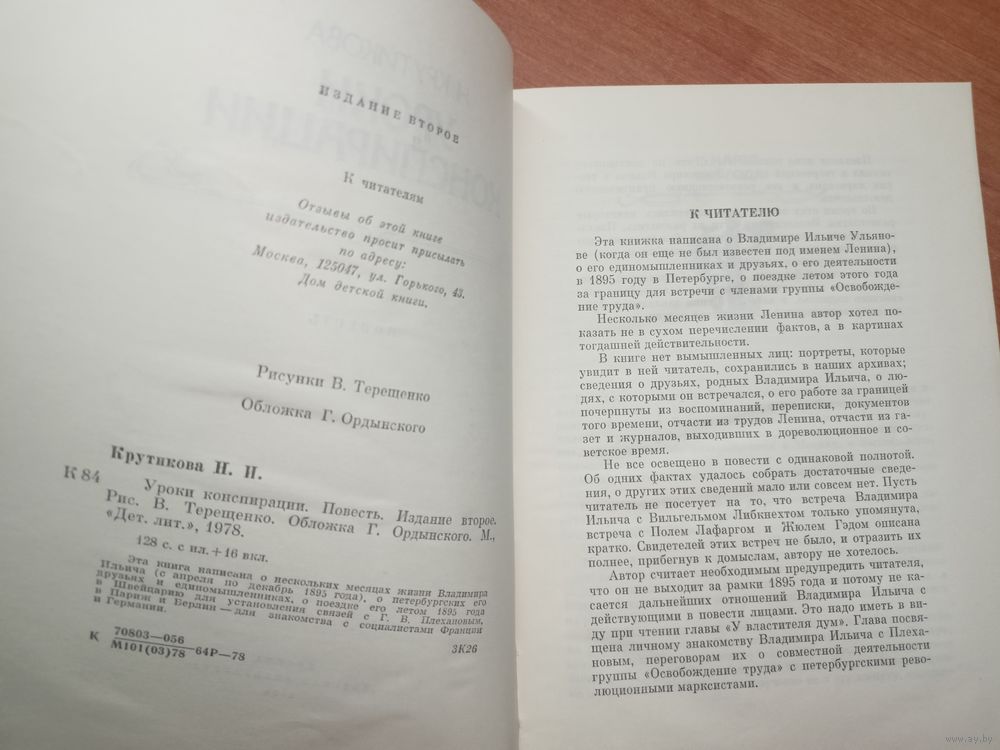 ИЗДАНИЕ ВТОРОЕ
К читателям
Отзывы об этой книге
издательство просит присылать
по адресу:
Москва, 125047, ул. Горького, 43.
Дом детской книги.
Рисунки В. Терещенко
Обложка Г. Ордынского
Крутикова Н. И.
К 84
Уроки конспирации. Повесть. Издание второе.
Рис. В. Терещенко. Обложка Г. Ордынского. М.,
«Дет. лит.», 1978.
128 с. с ил.+16 вкл.
Эта книга написана о нескольких месяцах жизни Владимира
Ильича (с апреля по декабрь 1895 года), о петербургских его
друзьях и единомышленниках, о поездке его летом 1895 года
в Швейцарию для установления связей с Г. В. Плехановым,
в Париж и Берлин — для знакомства с социалистами Франции
и Германии.
К 70803—056
М101(03)78 64Р—78
3К26
К ЧИТАТЕЛЮ
Эта книжка написана о Владимире Ильиче Ульяно-
ве (когда он еще не был известен под именем Ленина),
о его единомышленниках и друзьях, о его деятельности
в 1895 году в Петербурге, о поездке летом этого года
за границу для встречи с членами группы «Освобожде-
ние труда».
Несколько месяцев жизни Ленина автор хотел по-
казать не в сухом перечислении фактов, а в картинах
тогдашней действительности.
В книге нет вымышленных лиц: портреты, которые
увидит в ней читатель, сохранились в наших архивах;
сведения о друзьях, родных Владимира Ильича, о лю-
дях, с которыми он встречался, о его работе за границей
почерпнуты из воспоминаний, переписки, документов
того времени, отчасти из трудов Ленина, отчасти из га-
зет и журналов, выходивших в дореволюционное и со-
ветское время.
Не все освещено в повести с одинаковой полнотой.
Об одних фактах удалось собрать достаточные сведе-
ния, о других этих сведений мало или совсем нет. Пусть
читатель не посетует на то, что встреча Владимира
Ильича с Вильгельмом Либкнехтом только упомянута,
встреча с Полем Лафаргом и Жюлем Гэдом описана
кратко. Свидетелей этих встреч не было, и отразить их
полнее, прибегнув к домыслам, автору не хотелось.
Автор считает необходимым предупредить читателя,
что он не выходит за рамки 1895 года и потому не ка-
сается дальнейших отношений Владимира Ильича с
действующими в повести лицами. Это надо иметь в ви-
ду при чтении главы «У властителя дум». Глава посвя-
щена личному знакомству Владимира Ильича с Плеха-
новым, переговорам их о совместной деятельности
группы «Освобождение труда» с петербургскими рево-
люционными марксистами.
www.ay.by